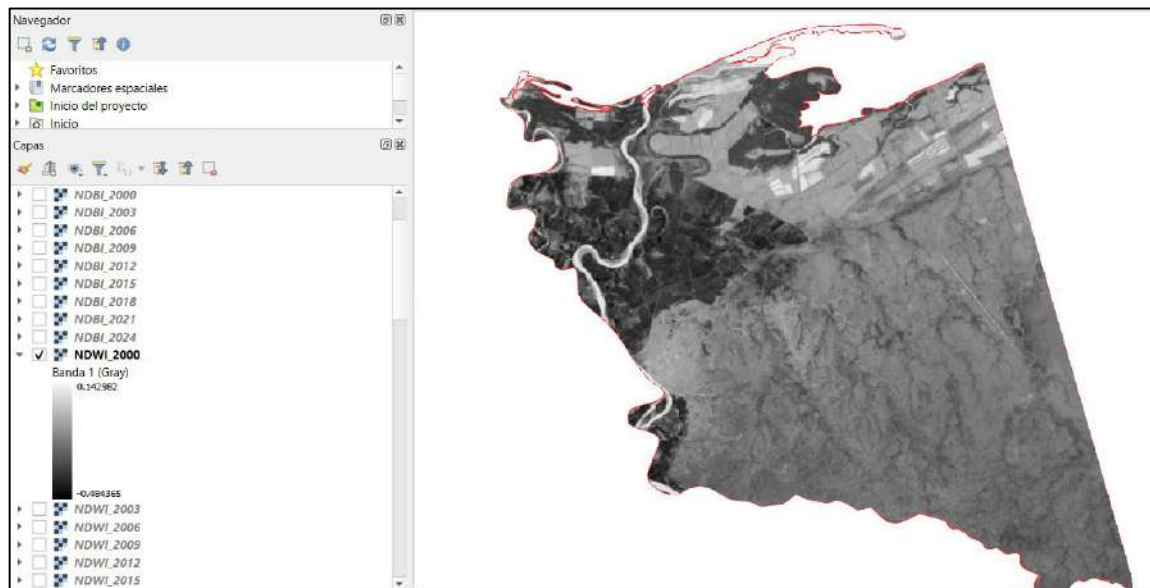 Navegador
Favoritos
Marcadores espaciales
Inicio del proyecto
Inicio
Capas
NDBI_2000
NDBI_2003
NDBI_2006
NDBI_2009
NDBI_2012
NDBI_2015
NDBI_2018
NDBI_2021
NDBI_2024
NDWI_2000
Banda 1 (Gray)
0.142982
-0.484365
NDWI_2003
NDWI_2006
NDWI_2009
NDWI_2012
NDWI_2015